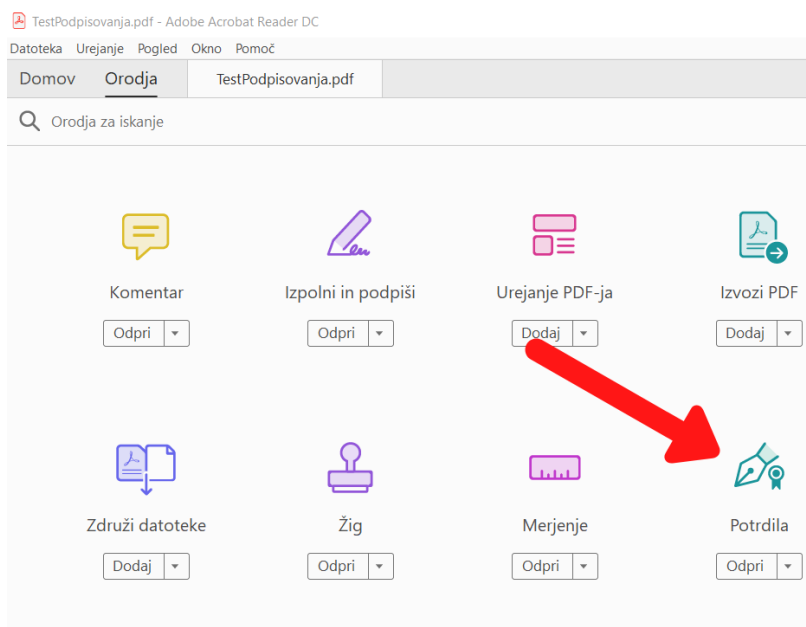 TestPodpisovanja.pdf - Adobe Acrobat Reader DC
Datoteka Urejanje Pogled Okno Pomoč
Domov Orodja TestPodpisovanja.pdf
Orodja za iskanje
Komentar Izpolni in podpiši Urejanje PDF-ja Izvozi PDF
Odpri Odpri Dodaj Dodaj
Združi datoteke Žig Merjenje Potrdila
Dodaj Odpri Odpri Odpri